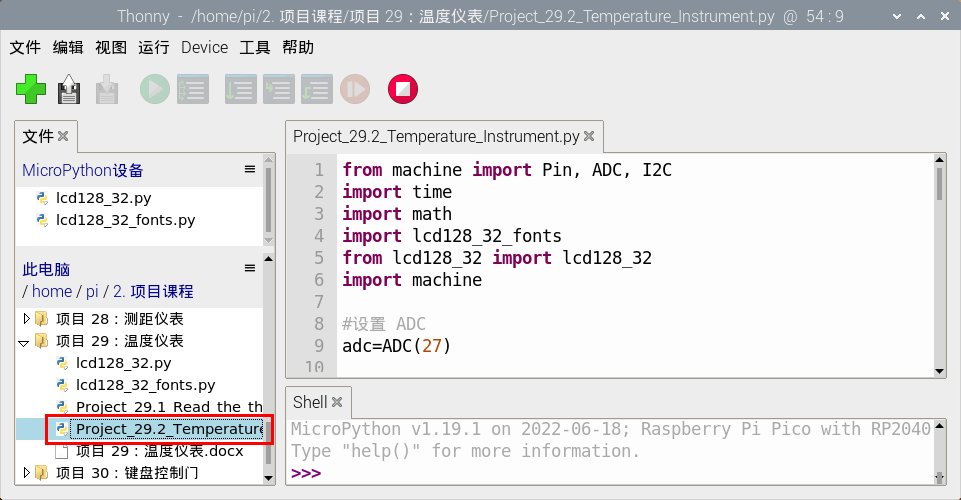 Thonny - /home/pi/2. 项目课程/项目 29：温度仪表/Project_29.2_Temperature_Instrument.py @ 54 : 9
文件 编辑 视图 运行 Device 工具 帮助
文件
MicroPython设备
lcd128_32.py
lcd128_32_fonts.py
此电脑
/ home / pi / 2. 项目课程
项目 28：测距仪表
项目 29：温度仪表
lcd128_32.py
lcd128_32_fonts.py
Project_29.1_Read_the_th
Project_29.2_Temperature
项目 29：温度仪表.docx
项目 30：键盘控制门
Project_29.2_Temperature_Instrument.py
1 from machine import Pin, ADC, I2C
2 import time
3 import math
4 import lcd128_32_fonts
5 from lcd128_32 import lcd128_32
6 import machine
7
8 #设置 ADC
9 adc=ADC(27)
10
Shell
MicroPython v1.19.1 on 2022-06-18; Raspberry Pi Pico with RP2040
Type "help()" for more information.
>>>